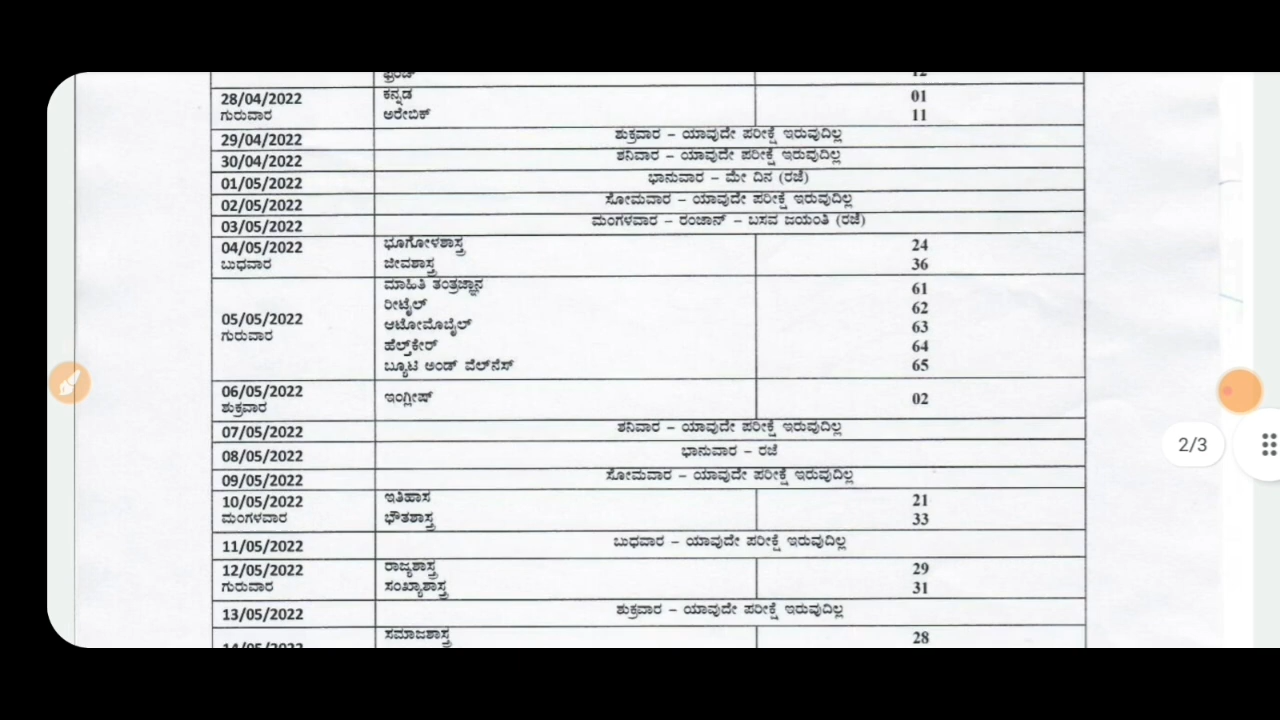 ಫ್ರೆಂಚ್ 12
28/04/2022 ಕನ್ನಡ 01
ಗುರುವಾರ ಅರೇಬಿಕ್ 11
29/04/2022 ಶುಕ್ರವಾರ – ಯಾವುದೇ ಪರೀಕ್ಷೆ ಇರುವುದಿಲ್ಲ
30/04/2022 ಶನಿವಾರ – ಯಾವುದೇ ಪರೀಕ್ಷೆ ಇರುವುದಿಲ್ಲ
01/05/2022 ಭಾನುವಾರ – ಮೇ ದಿನ (ರಜೆ)
02/05/2022 ಸೋಮವಾರ – ಯಾವುದೇ ಪರೀಕ್ಷೆ ಇರುವುದಿಲ್ಲ
03/05/2022 ಮಂಗಳವಾರ – ರಂಜಾನ್ – ಬಸವ ಜಯಂತಿ (ರಜೆ)
04/05/2022 ಭೂಗೋಳಶಾಸ್ತ್ರ 24
ಬುಧವಾರ ಜೀವಶಾಸ್ತ್ರ 36
ಮಾಹಿತಿ ತಂತ್ರಜ್ಞಾನ 61
ರೀಟೈಲ್ 62
05/05/2022 ಆಟೋಮೊಬೈಲ್ 63
ಗುರುವಾರ ಹೆಲ್ತ್‌ಕೇರ್ 64
ಬ್ಯೂಟಿ ಅಂಡ್ ವೆಲ್‌ನೆಸ್ 65
06/05/2022 ಇಂಗ್ಲೀಷ್ 02
ಶುಕ್ರವಾರ
07/05/2022 ಶನಿವಾರ – ಯಾವುದೇ ಪರೀಕ್ಷೆ ಇರುವುದಿಲ್ಲ
08/05/2022 ಭಾನುವಾರ – ರಜೆ
09/05/2022 ಸೋಮವಾರ – ಯಾವುದೇ ಪರೀಕ್ಷೆ ಇರುವುದಿಲ್ಲ
10/05/2022 ಇತಿಹಾಸ 21
ಮಂಗಳವಾರ ಭೌತಶಾಸ್ತ್ರ 33
11/05/2022 ಬುಧವಾರ – ಯಾವುದೇ ಪರೀಕ್ಷೆ ಇರುವುದಿಲ್ಲ
12/05/2022 ರಾಜ್ಯಶಾಸ್ತ್ರ 29
ಗುರುವಾರ ಸಂಖ್ಯಾಶಾಸ್ತ್ರ 31
13/05/2022 ಶುಕ್ರವಾರ – ಯಾವುದೇ ಪರೀಕ್ಷೆ ಇರುವುದಿಲ್ಲ
14/05/2022 ಸಮಾಜಶಾಸ್ತ್ರ 28
2/3